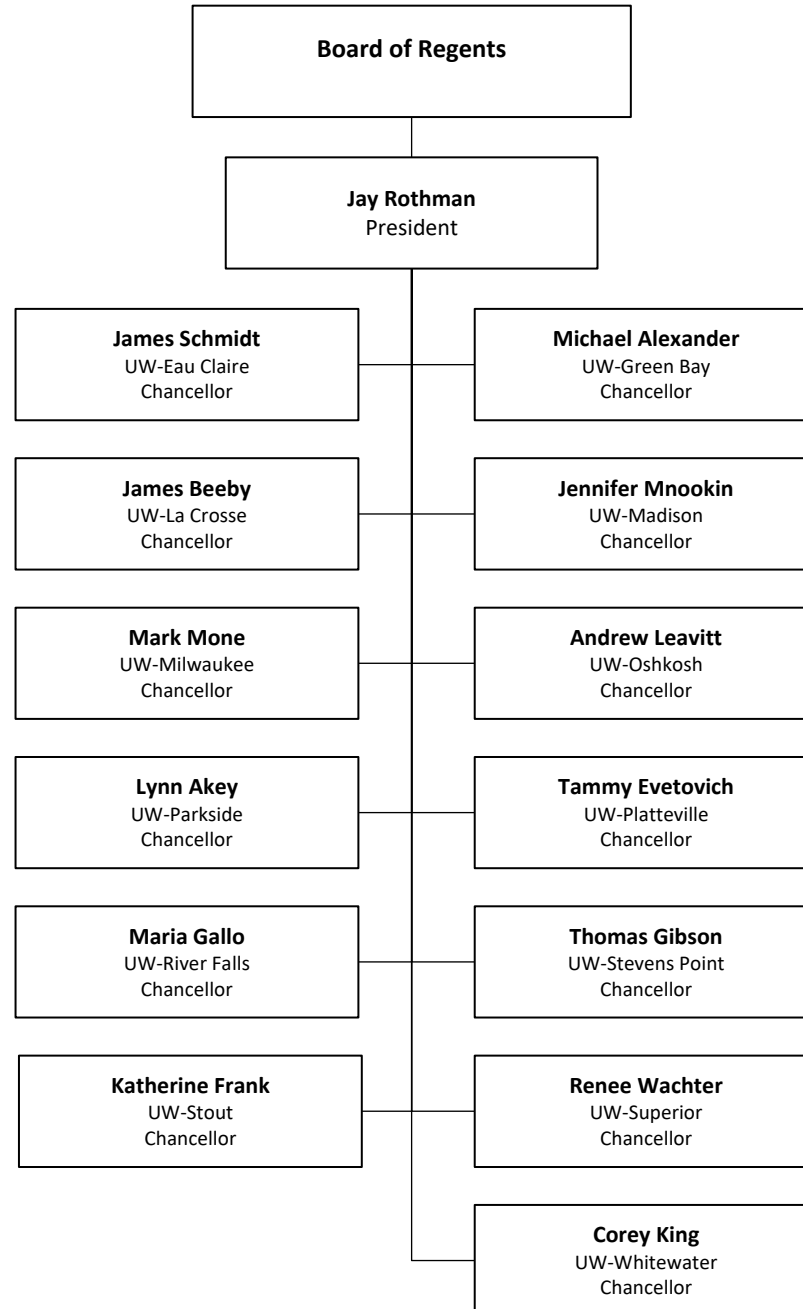 Board of Regents
Jay Rothman
President
James Schmidt
UW-Eau Claire
Chancellor
Michael Alexander
UW-Green Bay
Chancellor
James Beeby
UW-La Crosse
Chancellor
Jennifer Mnookin
UW-Madison
Chancellor
Mark Mone
UW-Milwaukee
Chancellor
Andrew Leavitt
UW-Oshkosh
Chancellor
Lynn Akey
UW-Parkside
Chancellor
Tammy Evetovich
UW-Platteville
Chancellor
Maria Gallo
UW-River Falls
Chancellor
Thomas Gibson
UW-Stevens Point
Chancellor
Katherine Frank
UW-Stout
Chancellor
Renee Wachter
UW-Superior
Chancellor
Corey King
UW-Whitewater
Chancellor